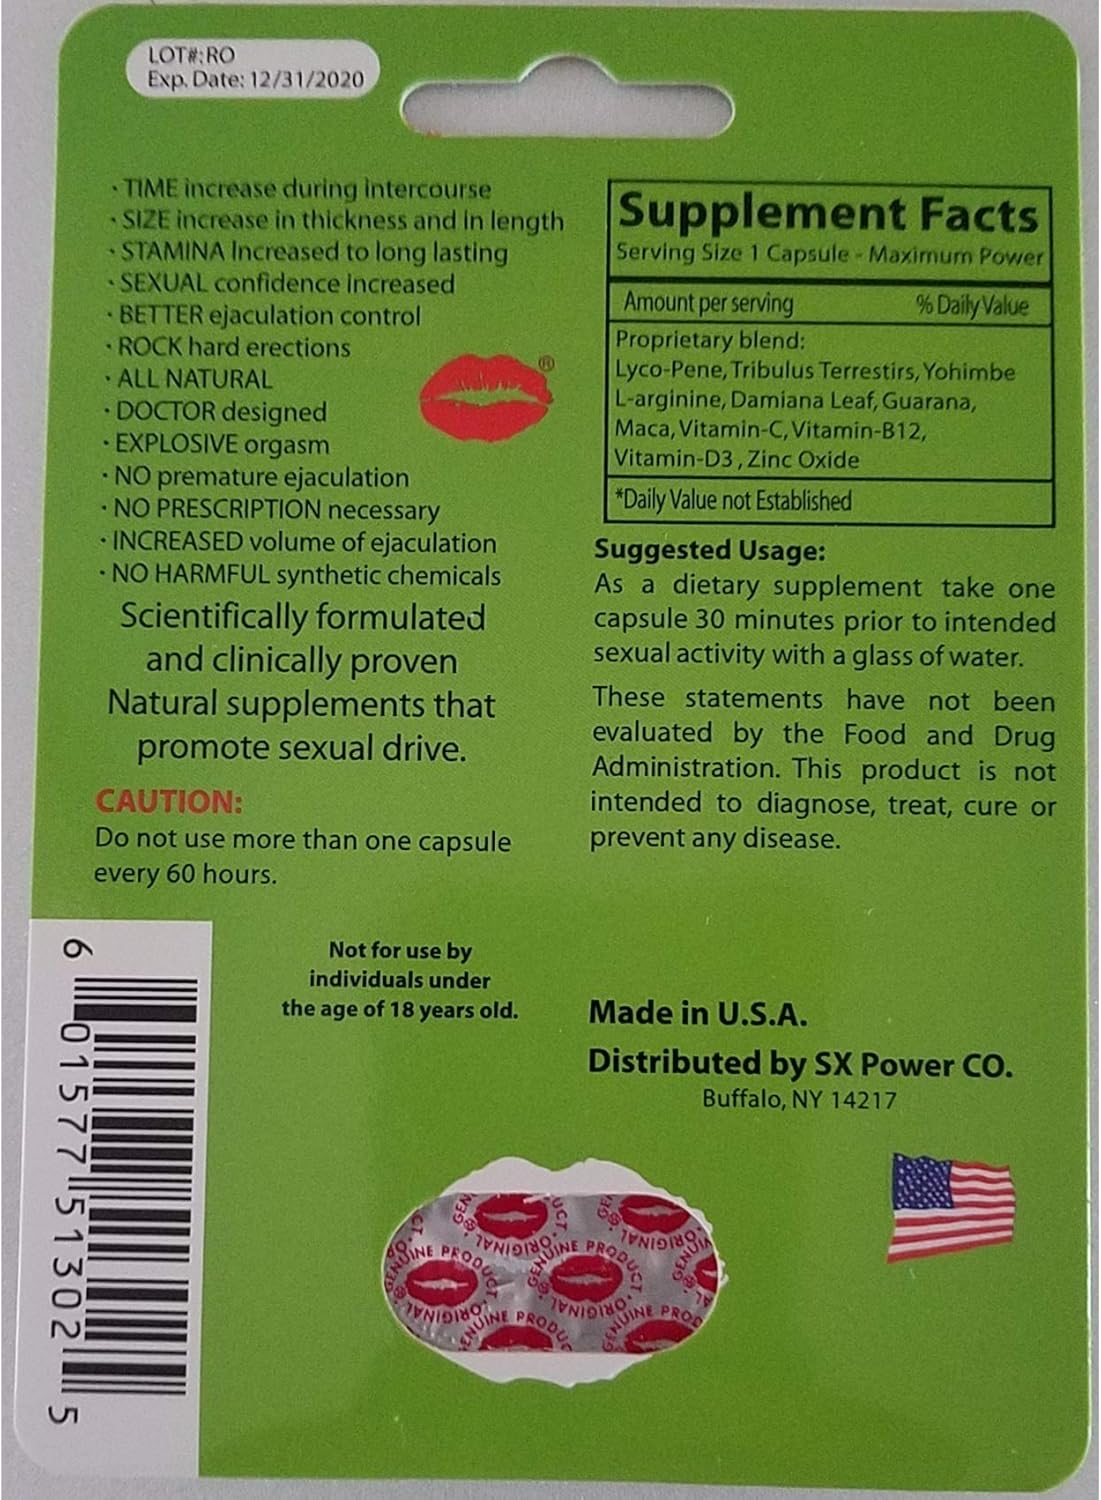 LOT#:RO
Exp. Date: 12/31/2020
· TIME increase during intercourse
· SIZE increase in thickness and in length
· STAMINA Increased to long lasting
· SEXUAL confidence increased
· BETTER ejaculation control
· ROCK hard erections
· ALL NATURAL
· DOCTOR designed
· EXPLOSIVE orgasm
· NO premature ejaculation
· NO PRESCRIPTION necessary
· INCREASED volume of ejaculation
· NO HARMFUL synthetic chemicals
Scientifically formulated
and clinically proven
Natural supplements that
promote sexual drive.
CAUTION:
Do not use more than one capsule
every 60 hours.
®
Supplement Facts
Serving Size 1 Capsule - Maximum Power
Amount per serving % Daily Value
Proprietary blend:
Lyco-Pene, Tribulus Terrestirs, Yohimbe
L-arginine, Damiana Leaf, Guarana,
Maca, Vitamin-C, Vitamin-B12,
Vitamin-D3 , Zinc Oxide
*Daily Value not Established
Suggested Usage:
As a dietary supplement take one
capsule 30 minutes prior to intended
sexual activity with a glass of water.
These statements have not been
evaluated by the Food and Drug
Administration. This product is not
intended to diagnose, treat, cure or
prevent any disease.
Not for use by
individuals under
the age of 18 years old.
Made in U.S.A.
Distributed by SX Power CO.
Buffalo, NY 14217
6 01577 51302 5
GENUINE PRODUCT · ORIGINAL ·
GENUINE PRODUCT · ORIGINAL ·